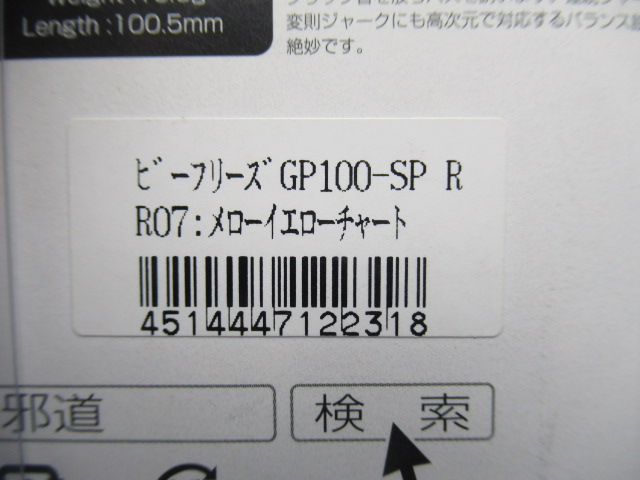 Length :100.5mm
変則ジャークにも高次元で対応するバランス
絶妙です。
ビーフリーズGP100-SP R
R07:メローイエローチャート
4514447122318
邪道
検 索